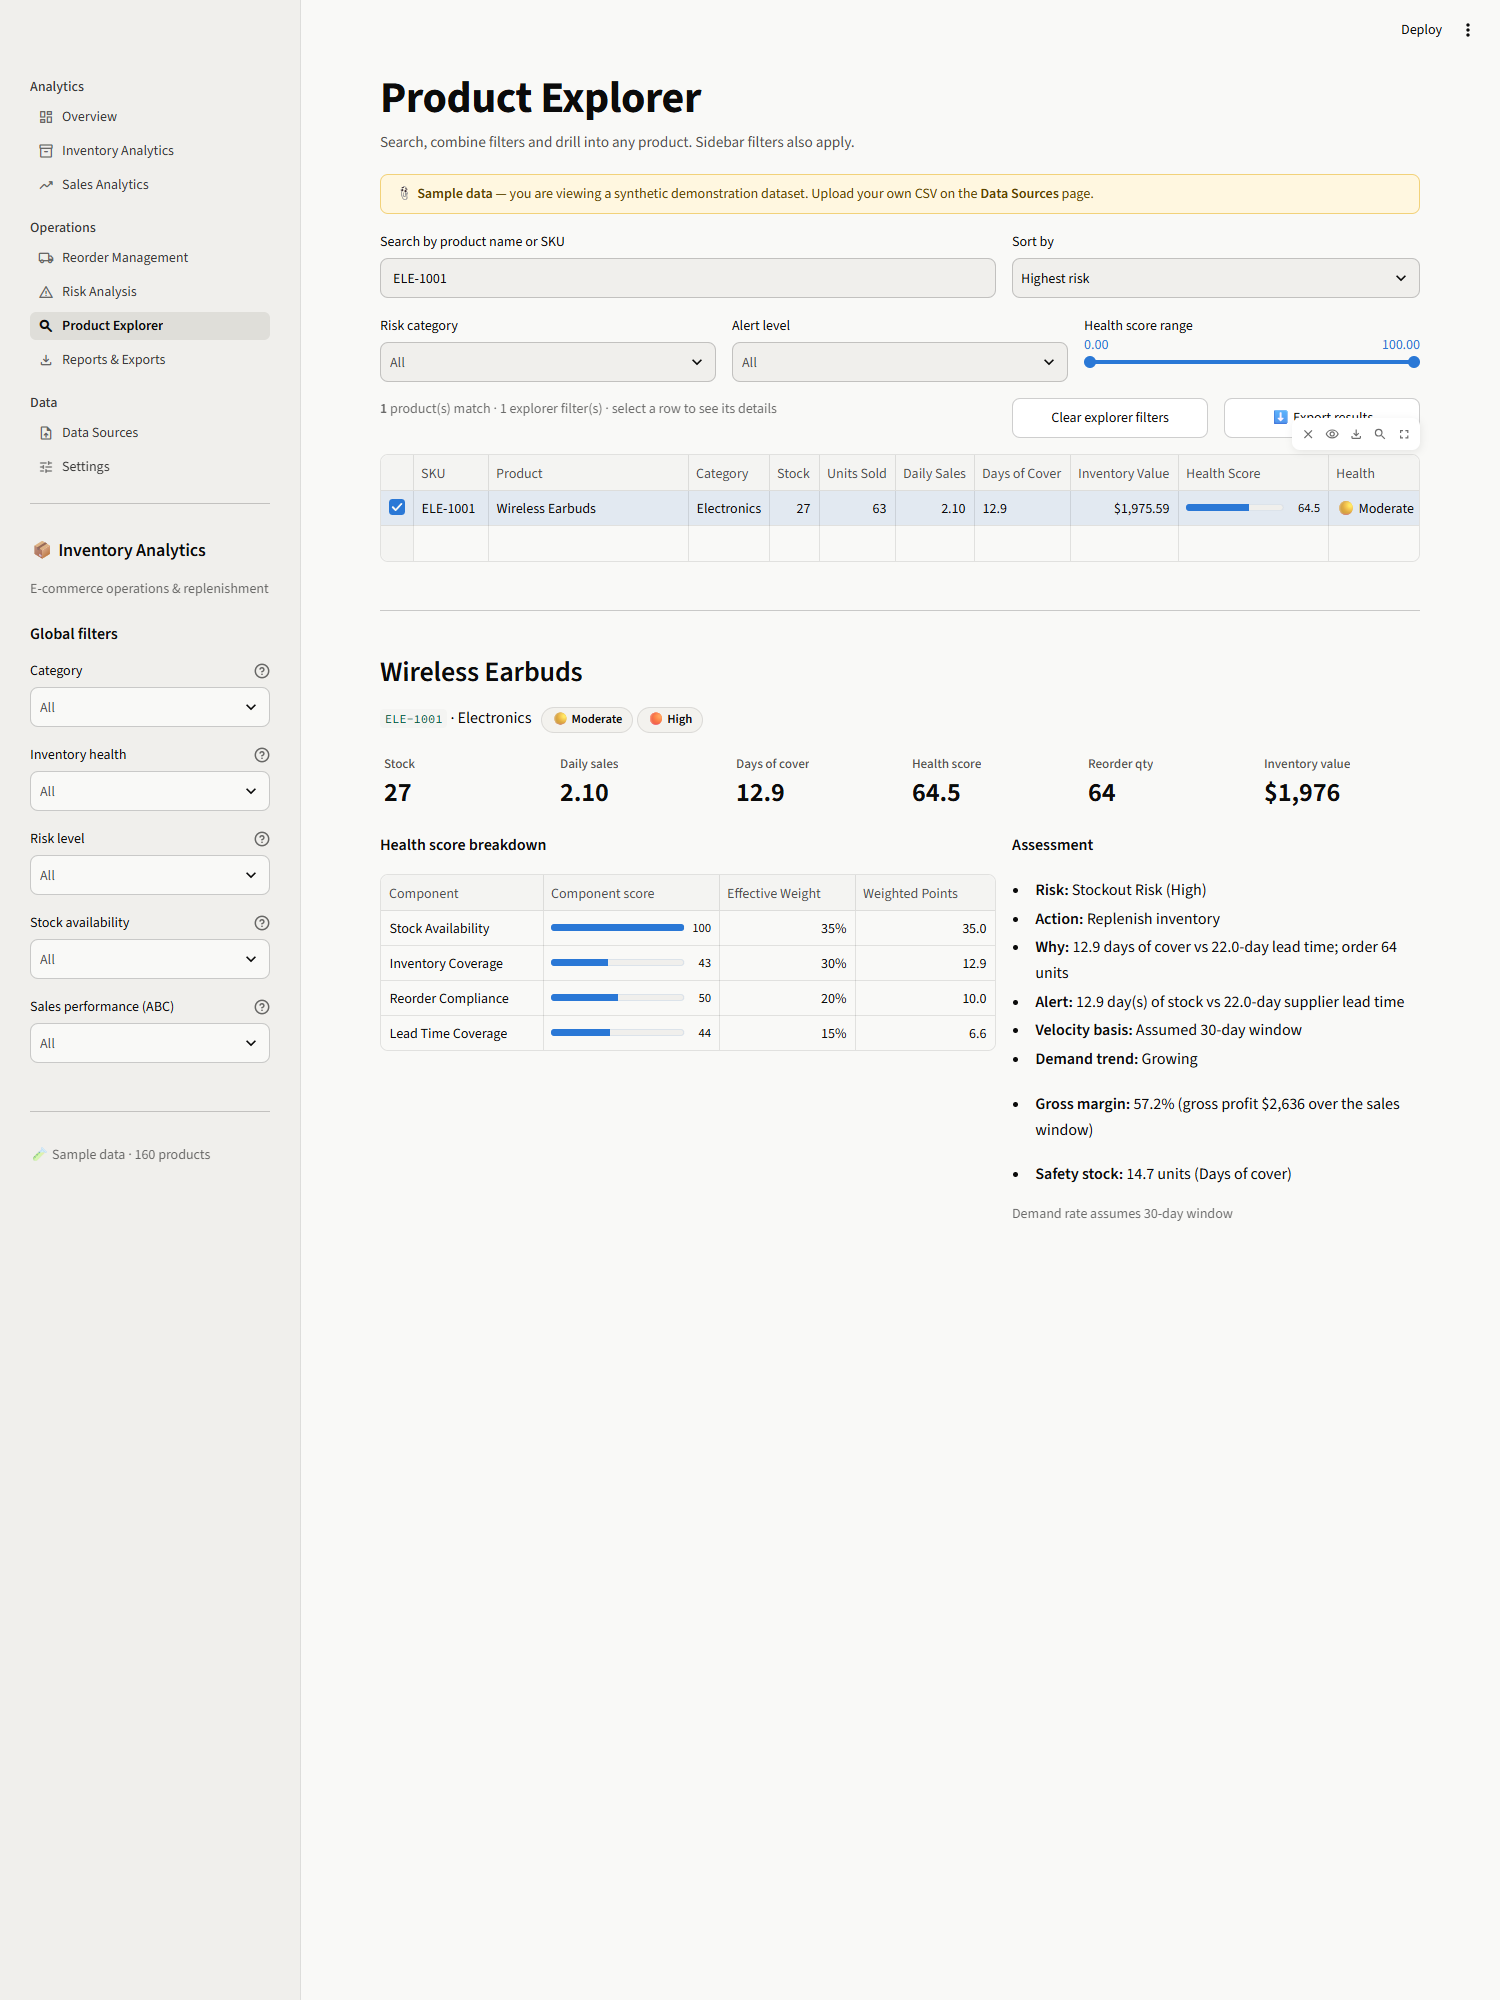 Deploy
Analytics
Overview
Inventory Analytics
Sales Analytics
Operations
Reorder Management
Risk Analysis
Product Explorer
Reports & Exports
Data
Data Sources
Settings
📦 Inventory Analytics
E-commerce operations & replenishment
Global filters
Category
All
Inventory health
All
Risk level
All
Stock availability
All
Sales performance (ABC)
All
🧪 Sample data · 160 products
Product Explorer
Search, combine filters and drill into any product. Sidebar filters also apply.
Sample data — you are viewing a synthetic demonstration dataset. Upload your own CSV on the Data Sources page.
Search by product name or SKU
ELE-1001
Sort by
Highest risk
Risk category
All
Alert level
All
Health score range
0.00 100.00
1 product(s) match · 1 explorer filter(s) · select a row to see its details
Clear explorer filters
⬇️ Export results
SKU Product Category Stock Units Sold Daily Sales Days of Cover Inventory Value Health Score Health
ELE-1001 Wireless Earbuds Electronics 27 63 2.10 12.9 $1,975.59 64.5 🟡 Moderate
Wireless Earbuds
ELE-1001 · Electronics 🟡 Moderate 🔴 High
Stock Daily sales Days of cover Health score Reorder qty Inventory value
27 2.10 12.9 64.5 64 $1,976
Health score breakdown
Component Component score Effective Weight Weighted Points
Stock Availability 100 35% 35.0
Inventory Coverage 43 30% 12.9
Reorder Compliance 50 20% 10.0
Lead Time Coverage 44 15% 6.6
Assessment
• Risk: Stockout Risk (High)
• Action: Replenish inventory
• Why: 12.9 days of cover vs 22.0-day lead time; order 64
units
• Alert: 12.9 day(s) of stock vs 22.0-day supplier lead time
• Velocity basis: Assumed 30-day window
• Demand trend: Growing
• Gross margin: 57.2% (gross profit $2,636 over the sales
window)
• Safety stock: 14.7 units (Days of cover)
Demand rate assumes 30-day window